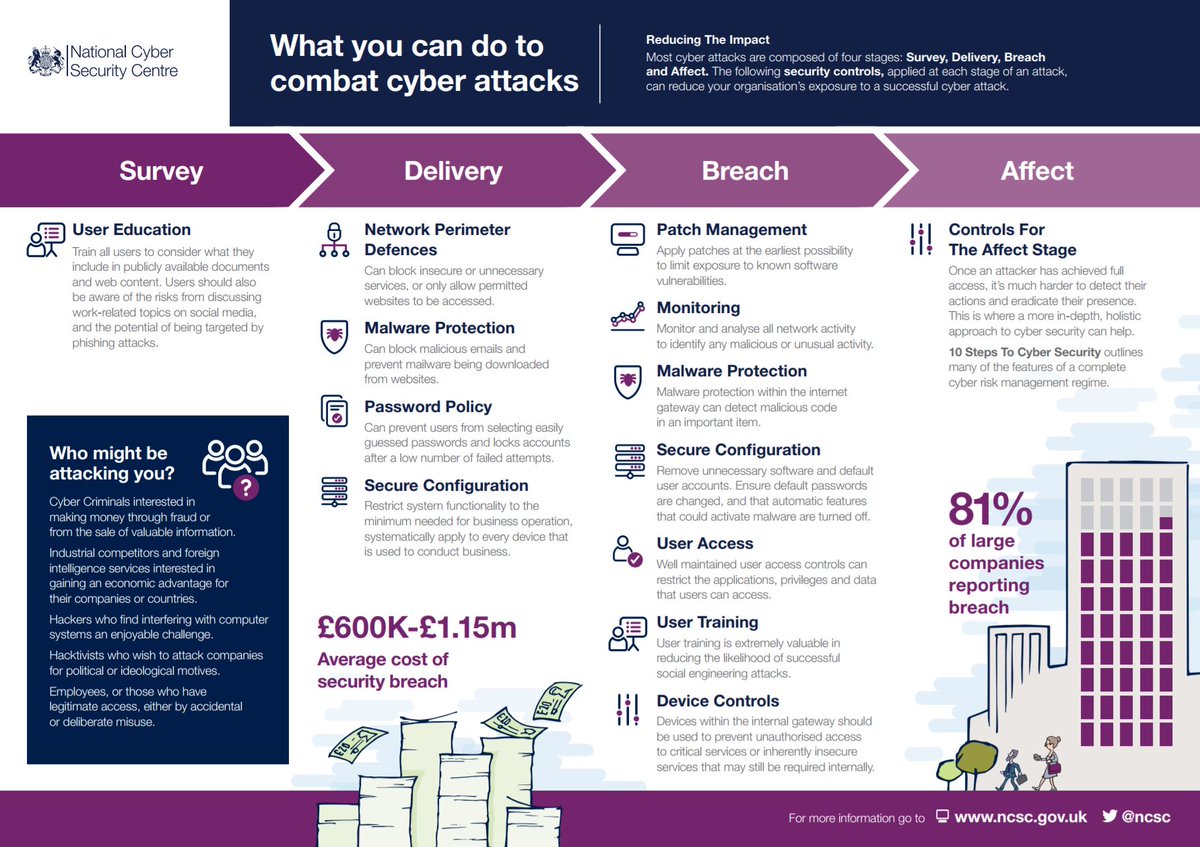 National Cyber
Security Centre
What you can do to
combat cyber attacks
Reducing The Impact
Most cyber attacks are composed of four stages: Survey, Delivery, Breach
and Affect. The following security controls, applied at each stage of an attack,
can reduce your organisation's exposure to a successful cyber attack.
Survey
Delivery
Breach
Affect
User Education
Train all users to consider what they
include in publicly available documents
and web content. Users should also
be aware of the risks from discussing
work-related topics on social media,
and the potential of being targeted by
phishing attacks.
Who might be
attacking you?
?
Cyber Criminals interested in
making money through fraud or
from the sale of valuable information.
Industrial competitors and foreign
intelligence services interested in
gaining an economic advantage for
their companies or countries.
Hackers who find interfering with computer
systems an enjoyable challenge.
Hacktivists who wish to attack companies
for political or ideological motives.
Employees, or those who have
legitimate access, either by accidental
or deliberate misuse.
Network Perimeter
Defences
Can block insecure or unnecessary
services, or only allow permitted
websites to be accessed.
Malware Protection
Can block malicious emails and
prevent mailware being downloaded
from websites.
Password Policy
Can prevent users from selecting easily
guessed passwords and locks accounts
after a low number of failed attempts.
Secure Configuration
Restrict system functionality to the
minimum needed for business operation,
systematically apply to every device that
is used to conduct business.
£600K-£1.15m
Average cost of
security breach
£20
£20
£20
Patch Management
Apply patches at the earliest possibility
to limit exposure to known software
vulnerabilities.
Monitoring
Monitor and analyse all network activity
to identify any malicious or unusual activity.
Malware Protection
Malware protection within the internet
gateway can detect malicious code
in an important item.
Secure Configuration
Remove unnecessary software and default
user accounts. Ensure default passwords
are changed, and that automatic features
that could activate malware are turned off.
User Access
Well maintained user access controls can
restrict the applications, privileges and data
that users can access.
User Training
User training is extremely valuable in
reducing the likelihood of successful
social engineering attacks.
Device Controls
Devices within the internal gateway should
be used to prevent unauthorised access
to critical services or inherently insecure
services that may still be required internally.
Controls For
The Affect Stage
Once an attacker has achieved full
access, it's much harder to detect their
actions and eradicate their presence.
This is where a more in-depth, holistic
approach to cyber security can help.
10 Steps To Cyber Security outlines
many of the features of a complete
cyber risk management regime.
81%
of large
companies
reporting
breach
For more information go to www.ncsc.gov.uk @ncsc